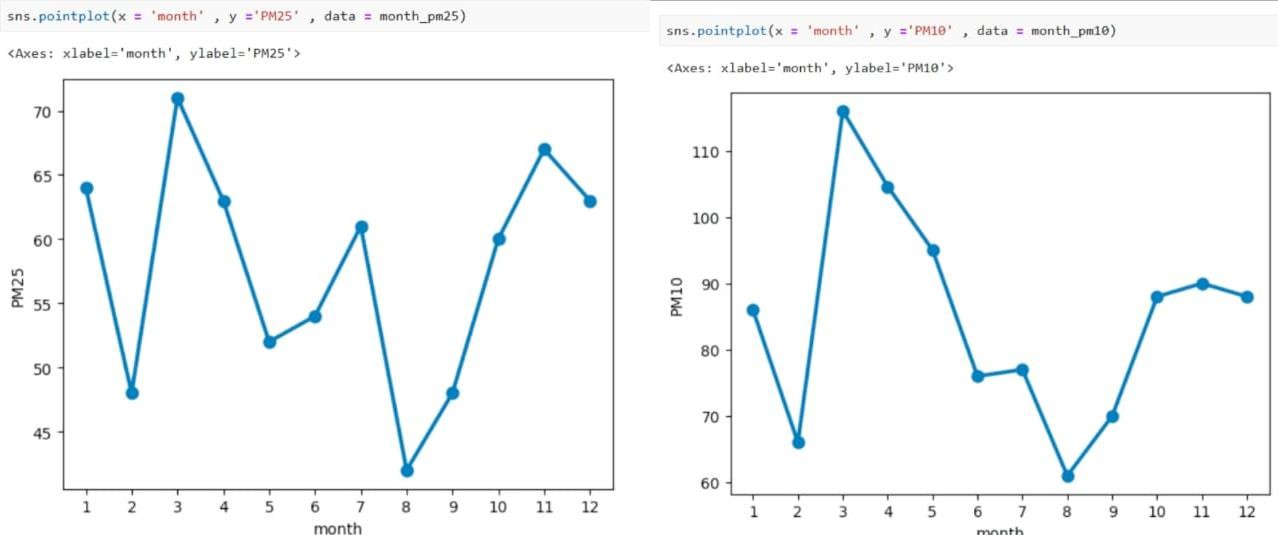 sns.pointplot(x = 'month' , y ='PM25' , data = month_pm25)
<Axes: xlabel='month', ylabel='PM25'>
70
65
60
55
50
45
PM25
1 2 3 4 5 6 7 8 9 10 11 12
month
sns.pointplot(x = 'month' , y ='PM10' , data = month_pm10)
<Axes: xlabel='month', ylabel='PM10'>
110
100
90
80
70
60
PM10
1 2 3 4 5 6 7 8 9 10 11 12
month